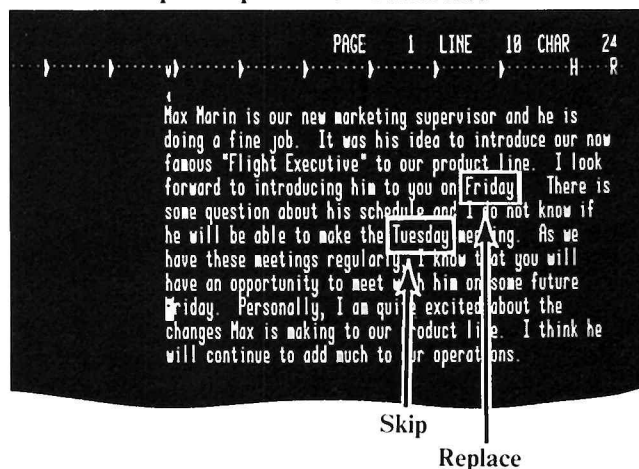 PAGE 1 LINE 10 CHAR 24
H R
Max Marin is our new marketing supervisor and he is
doing a fine job. It was his idea to introduce our now
famous "Flight Executive" to our product line. I look
forward to introducing him to you on Friday There is
some question about his schedule and I do not know if
he will be able to make the Tuesday meeting. As we
have these meetings regularly, I know that you will
have an opportunity to meet with him on some future
Friday. Personally, I am quite excited about the
changes Max is making to our product line. I think he
will continue to add much to our operations.
Skip
Replace